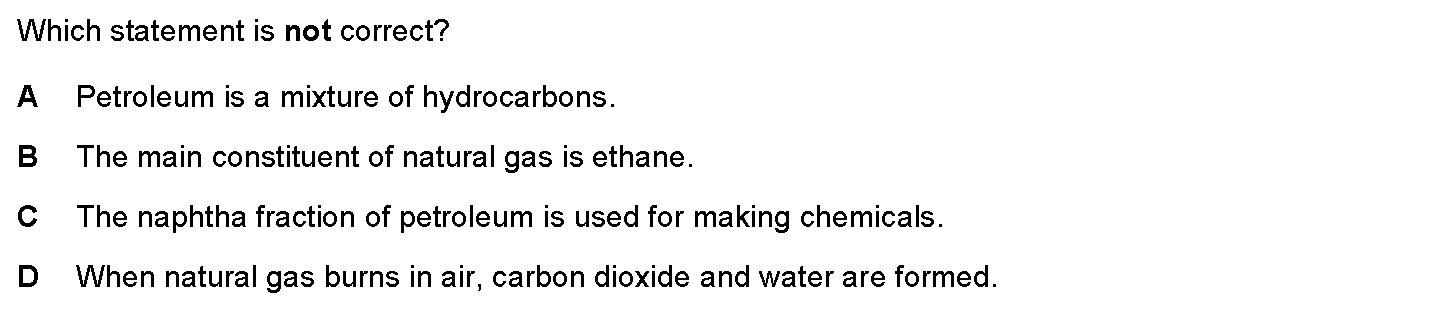 Which statement is not correct?
A Petroleum is a mixture of hydrocarbons.
B The main constituent of natural gas is ethane.
C The naphtha fraction of petroleum is used for making chemicals.
D When natural gas burns in air, carbon dioxide and water are formed.